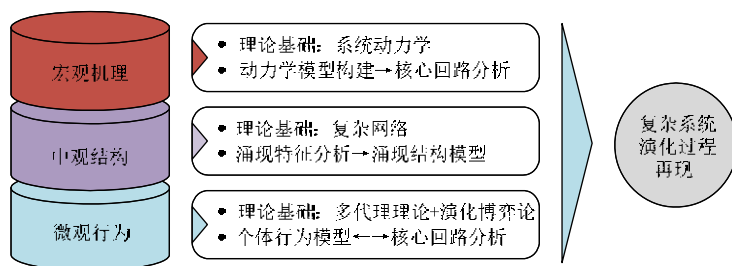 宏观机理
• 理论基础：系统动力学
• 动力学模型构建→核心回路分析
中观结构
• 理论基础：复杂网络
• 涌现特征分析→涌现结构模型
微观行为
• 理论基础：多代理理论+演化博弈论
• 个体行为模型←→核心回路分析
复杂系统
演化过程
再现